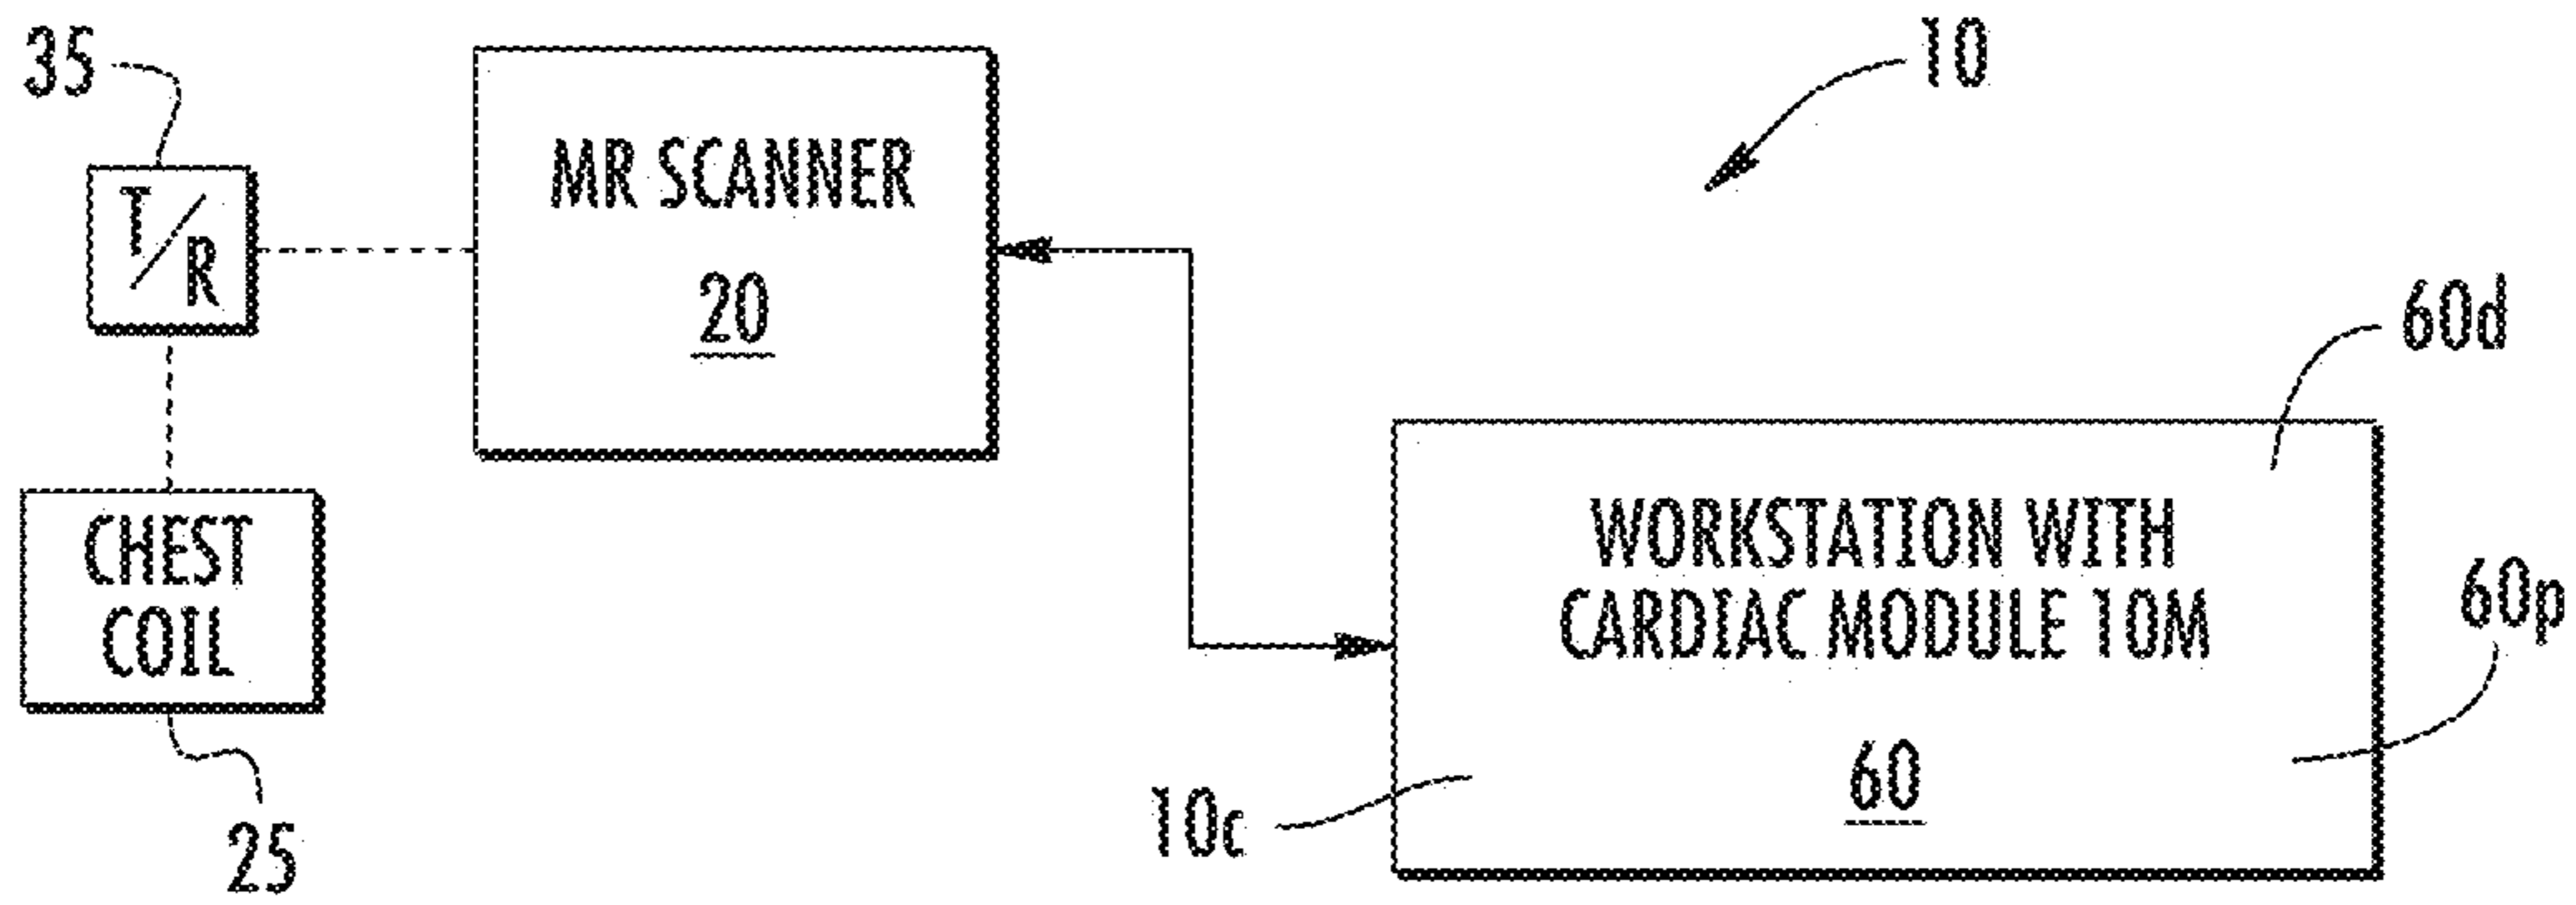 35
T/R
CHEST
COIL
25
MR SCANNER
20
10
60d
WORKSTATION WITH
CARDIAC MODULE 10M
60
60p
10c